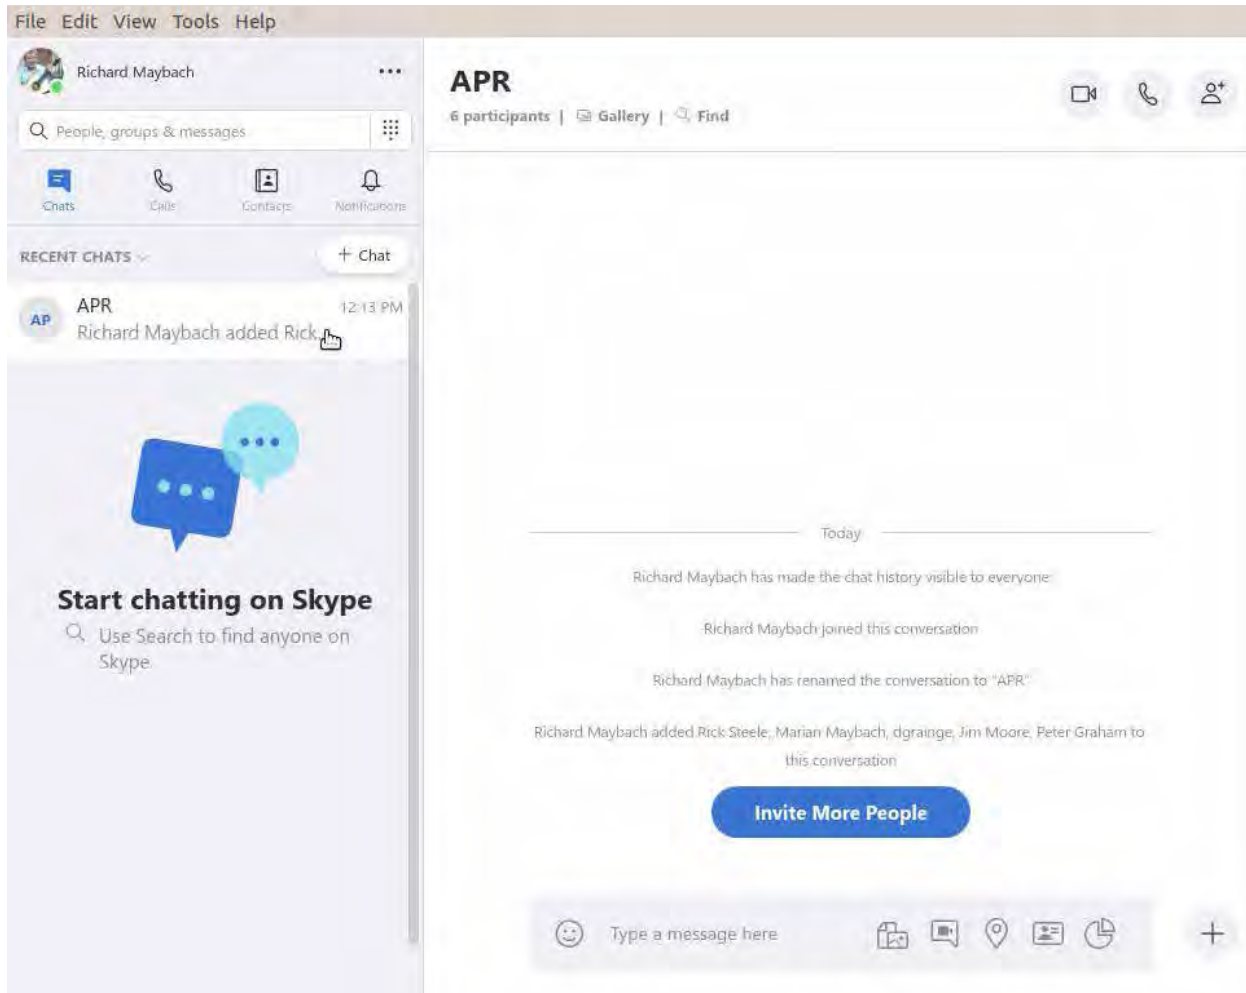 File Edit View Tools Help
Richard Maybach
People, groups & messages
Chats Calls Contacts Notifications
RECENT CHATS + Chat
AP
APR 12:13 PM
Richard Maybach added Rick
Start chatting on Skype
Use Search to find anyone on
Skype
APR
6 participants | Gallery | Find
Today
Richard Maybach has made the chat history visible to everyone
Richard Maybach joined this conversation
Richard Maybach has renamed the conversation to "APR"
Richard Maybach added Rick Steele, Marian Maybach, dgrainge, Jim Moore, Peter Graham to
this conversation
Invite More People
Type a message here